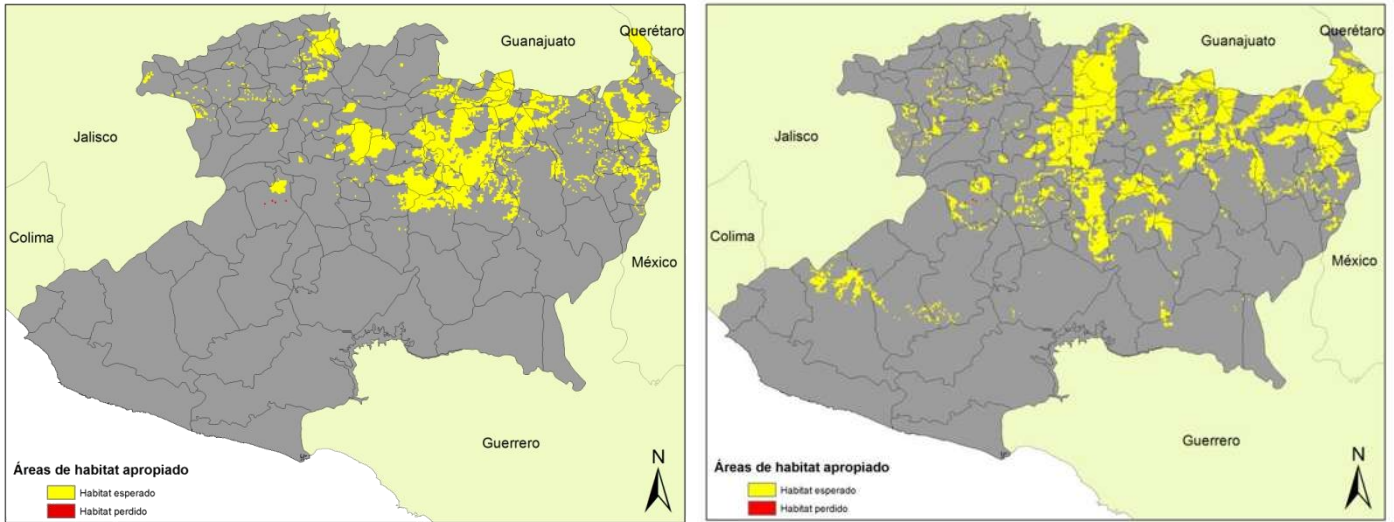 Guanajuato
Querétaro
Jalisco
Colima
México
Guerrero
N
Áreas de habitat apropiado
Habitat esperado
Habitat perdido
Guanajuato
Querétaro
Jalisco
Colima
México
Guerrero
N
Áreas de habitat apropiado
Habitat esperado
Habitat perdido